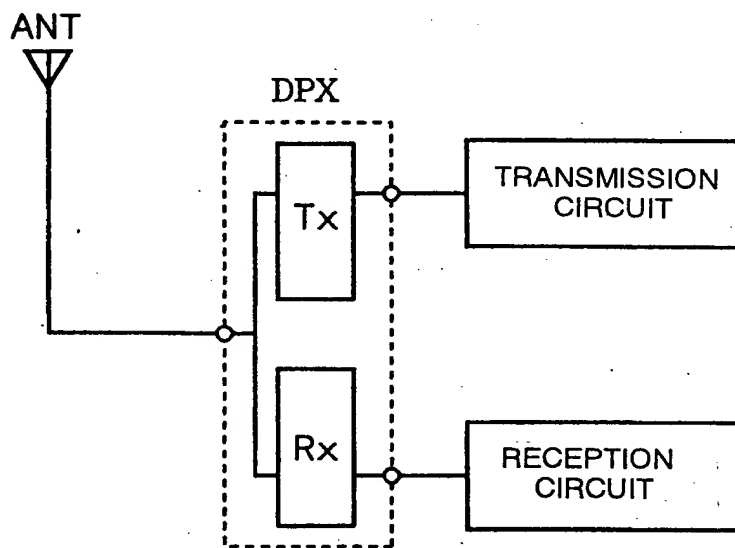 ANT
DPX
Tx
TRANSMISSION
CIRCUIT
Rx
RECEPTION
CIRCUIT